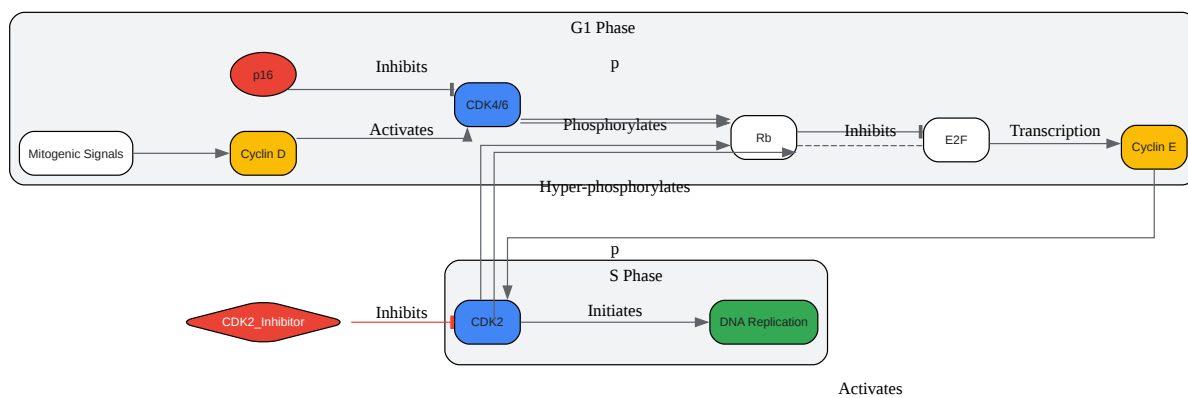 G1 Phase
p16
Inhibits
p
CDK4/6
Mitogenic Signals
Cyclin D
Activates
Phosphorylates
Rb
Inhibits
E2F
Transcription
Cyclin E
Hyper-phosphorylates
p
S Phase
CDK2_Inhibitor
Inhibits
CDK2
Initiates
DNA Replication
Activates